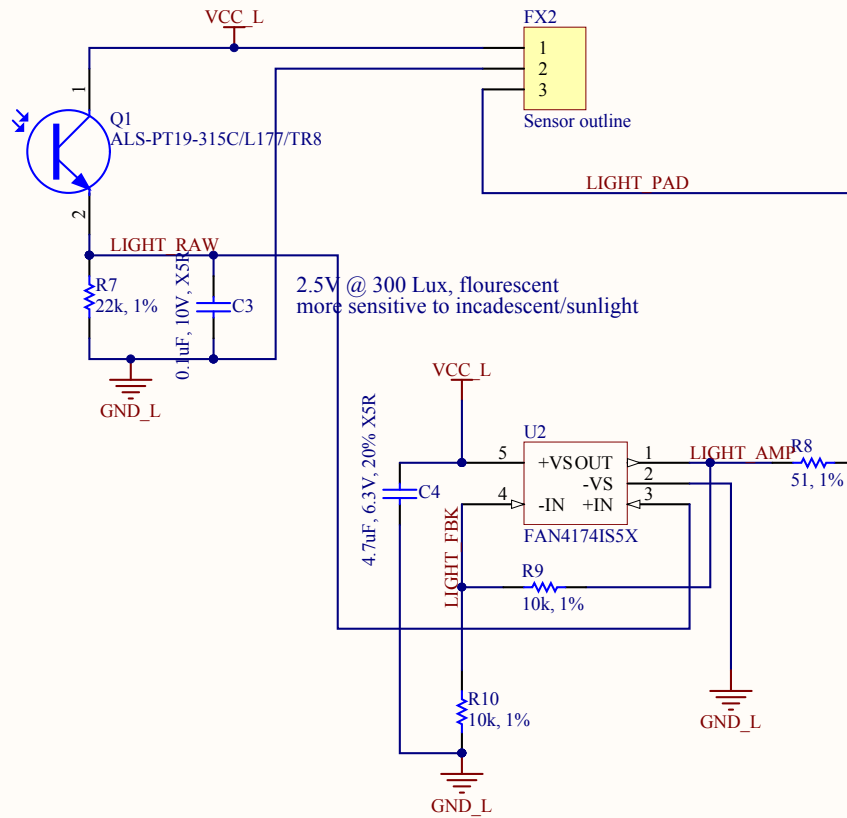 VCC_L
FX2
1
2
3
Sensor outline
1
Q1
ALS-PT19-315C/L177/TR8
2
LIGHT_PAD
LIGHT_RAW
R7
22k, 1%
0.1uF, 10V, X5R
C3
2.5V @ 300 Lux, flourescent
more sensitive to incadescent/sunlight
GND_L
VCC_L
4.7uF, 6.3V, 20% X5R
C4
U2
5
+VS
OUT
1
-VS
2
4
-IN
+IN
3
FAN4174IS5X
LIGHT_AMP
R8
51, 1%
LIGHT_FBK
R9
10k, 1%
R10
10k, 1%
GND_L
GND_L